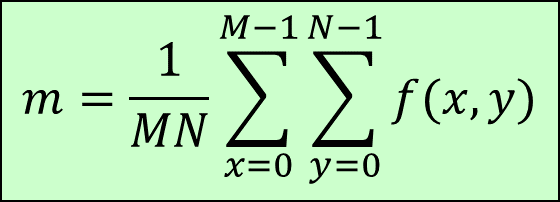 m = \frac{1}{MN} \sum_{x=0}^{M-1} \sum_{y=0}^{N-1} f(x, y)